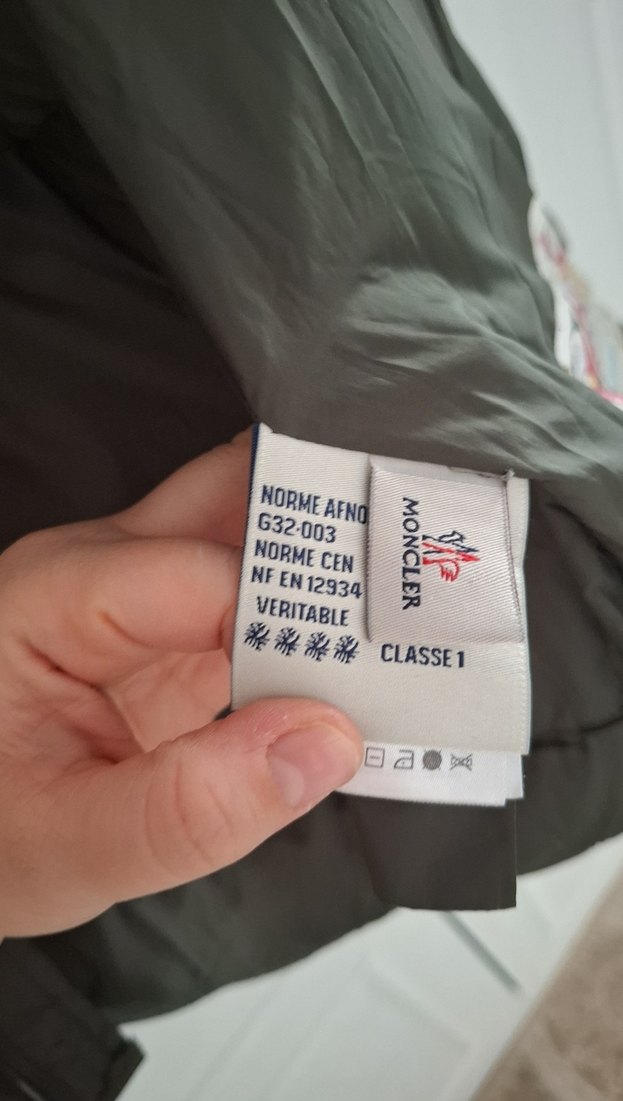 NORME AFNO
G32-003
NORME CEN
NF EN 12934
VERITABLE
CLASSE 1
MONCLER